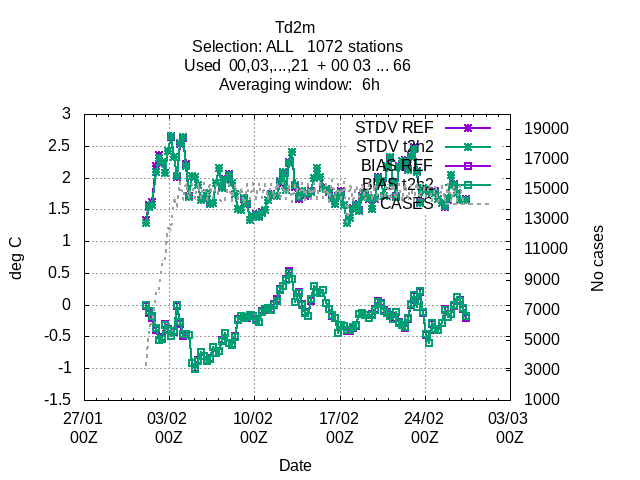 Td2m
Selection: ALL   1072 stations
Used  00,03,...,21  + 00 03 ... 66
Averaging window:  6h
3
2.5
2
1.5
1
0.5
0
-0.5
-1
-1.5
deg C
STDV REF
STDV t2h2
BIAS REF
BIAS t2h2
CASES
19000
17000
15000
13000
11000
9000
7000
5000
3000
1000
No cases
27/01 03/02 10/02 17/02 24/02 03/03
00Z 00Z 00Z 00Z 00Z 00Z
Date